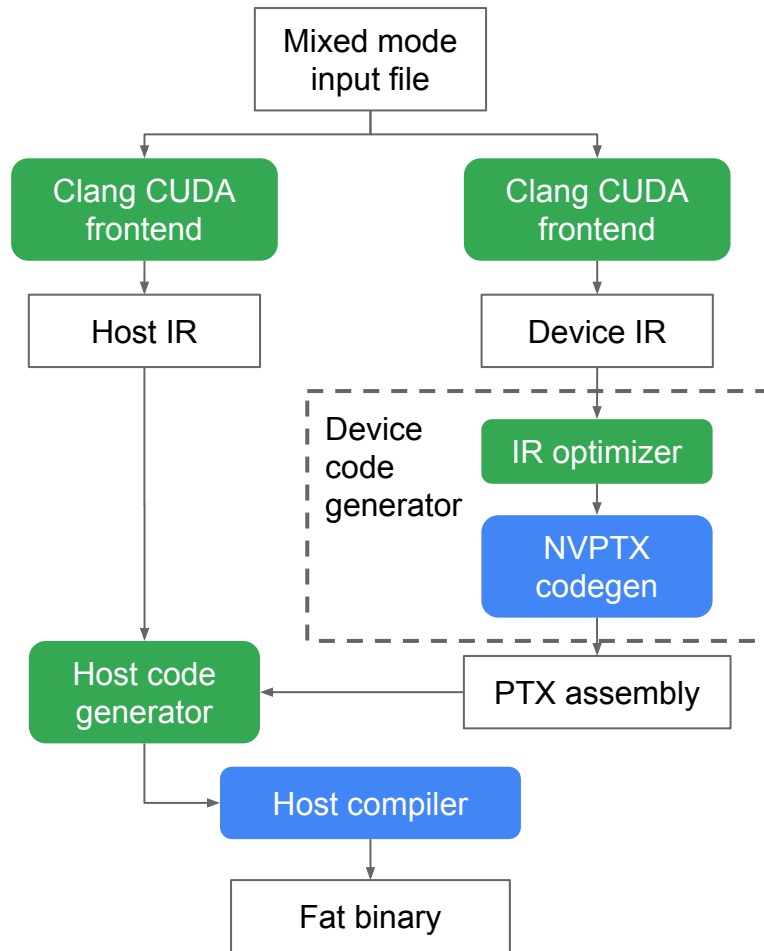 Mixed mode
input file
Clang CUDA
frontend
Clang CUDA
frontend
Host IR
Device IR
Device
code
generator
IR optimizer
NVPTX
codegen
Host code
generator
PTX assembly
Host compiler
Fat binary